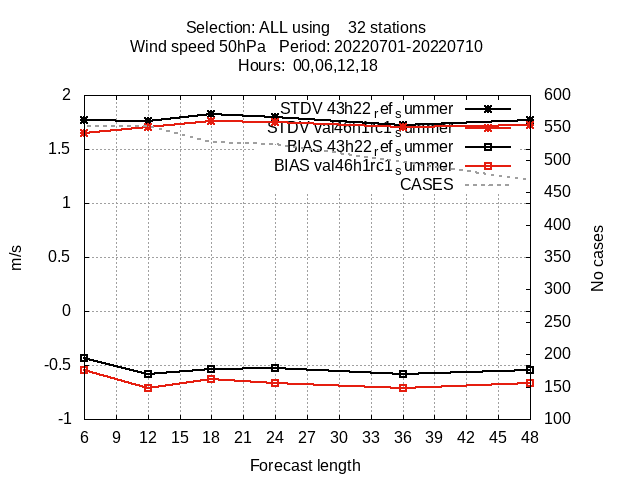 Selection: ALL using 32 stations
Wind speed 50hPa Period: 20220701-20220710
Hours: 00,06,12,18
2
1.5
1
0.5
0
-0.5
-1
m/s
STDV 43h22_ref_summer
STDV val46h1rc1_summer
BIAS 43h22_ref_summer
BIAS val46h1rc1_summer
CASES
600
550
500
450
400
350
300
250
200
150
100
No cases
6 9 12 15 18 21 24 27 30 33 36 39 42 45 48
Forecast length